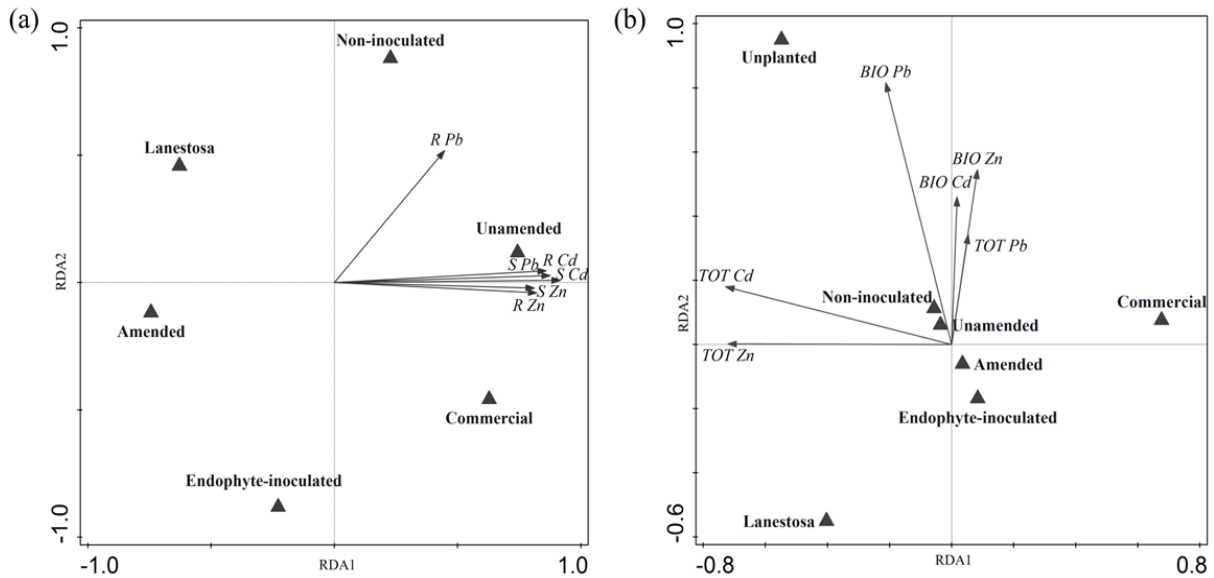 (a)
1.0
Non-inoculated
R Pb
Lanestosa
Unamended
S Pb
R Cd
S Cd
S Zn
R Zn
RDA2
Amended
Commercial
Endophyte-inoculated
-1.0
-1.0
RDA1
1.0
(b)
1.0
Unplanted
BIO Pb
BIO Zn
BIO Cd
TOT Pb
TOT Cd
Non-inoculated
Unamended
Commercial
RDA2
TOT Zn
Amended
Endophyte-inoculated
Lanestosa
-0.6
-0.8
RDA1
0.8